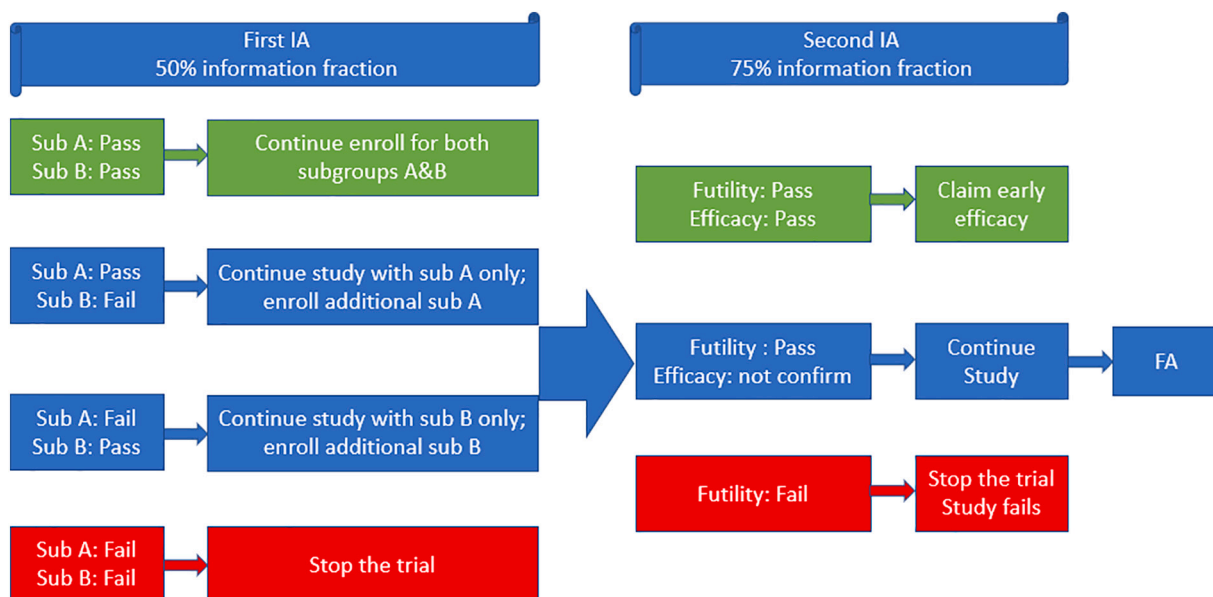 First IA
50% information fraction
Second IA
75% information fraction
Sub A: Pass
Sub B: Pass
Continue enroll for both
subgroups A&B
Sub A: Pass
Sub B: Fail
Continue study with sub A only;
enroll additional sub A
Sub A: Fail
Sub B: Pass
Continue study with sub B only;
enroll additional sub B
Sub A: Fail
Sub B: Fail
Stop the trial
Futility: Pass
Efficacy: Pass
Claim early
efficacy
Futility : Pass
Efficacy: not confirm
Continue
Study
FA
Futility: Fail
Stop the trial
Study fails